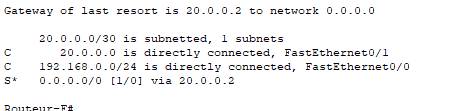 Gateway of last resort is 20.0.0.2 to network 0.0.0.0
20.0.0.0/30 is subnetted, 1 subnets
C 20.0.0.0 is directly connected, FastEthernet0/1
C 192.168.0.0/24 is directly connected, FastEthernet0/0
S* 0.0.0.0/0 [1/0] via 20.0.0.2
Routeur-F#